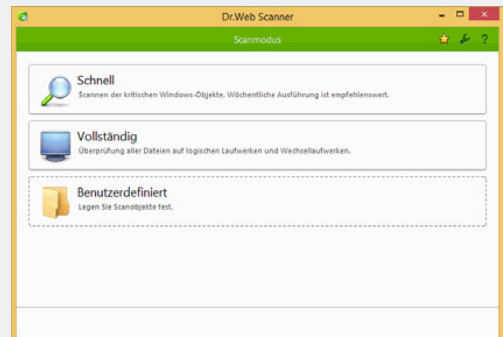 Dr.Web Scanner
Scanmodus
?
Schnell
Scannen der kritischen Windows-Objekte. Wöchentliche Ausführung ist empfehlenswert.
Vollständig
Überprüfung aller Dateien auf logischen Laufwerken und Wechsellaufwerken.
Benutzerdefiniert
Legen Sie Scanobjekte fest.